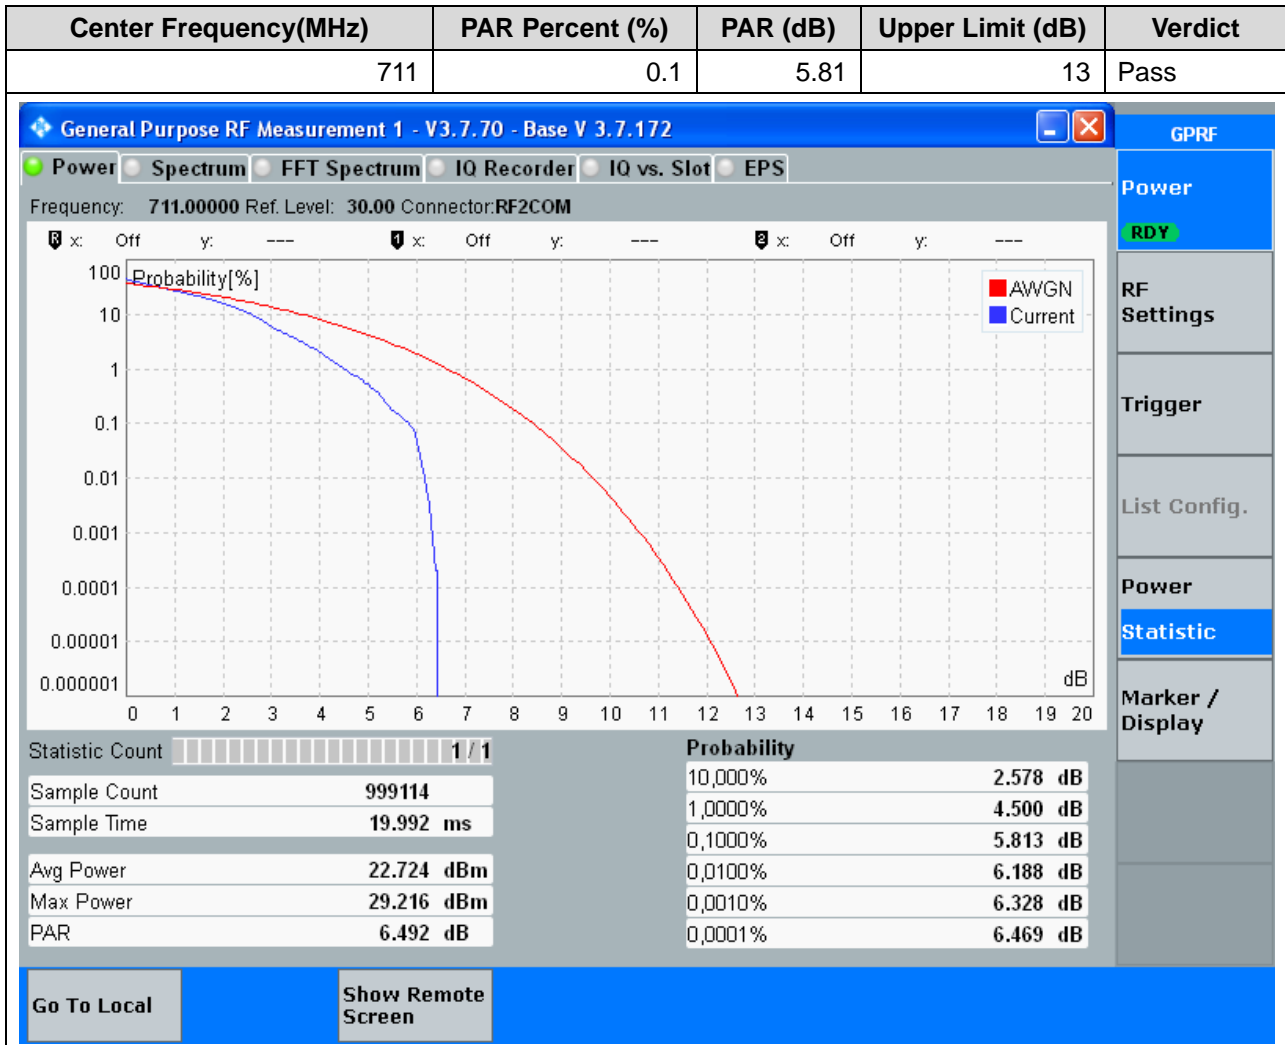 Center Frequency(MHz) PAR Percent (%) PAR (dB) Upper Limit (dB) Verdict
711 0.1 5.81 13 Pass
General Purpose RF Measurement 1 - V3.7.70 - Base V 3.7.172
GPRF
Power Spectrum FFT Spectrum IQ Recorder IQ vs. Slot EPS
Power
RDY
Frequency: 711.00000 Ref. Level: 30.00 Connector:RF2COM
R x: Off y: --- 1 x: Off y: --- 2 x: Off y: ---
Probability[%]
AWGN
Current
100
10
1
0.1
0.01
0.001
0.0001
0.00001
0.000001
dB
0 1 2 3 4 5 6 7 8 9 10 11 12 13 14 15 16 17 18 19 20
RF
Settings
Trigger
List Config.
Power
Statistic
Marker /
Display
Statistic Count 1 / 1
Sample Count 999114
Sample Time 19.992 ms
Avg Power 22.724 dBm
Max Power 29.216 dBm
PAR 6.492 dB
Probability
10,000% 2.578 dB
1,0000% 4.500 dB
0,1000% 5.813 dB
0,0100% 6.188 dB
0,0010% 6.328 dB
0,0001% 6.469 dB
Go To Local
Show Remote
Screen